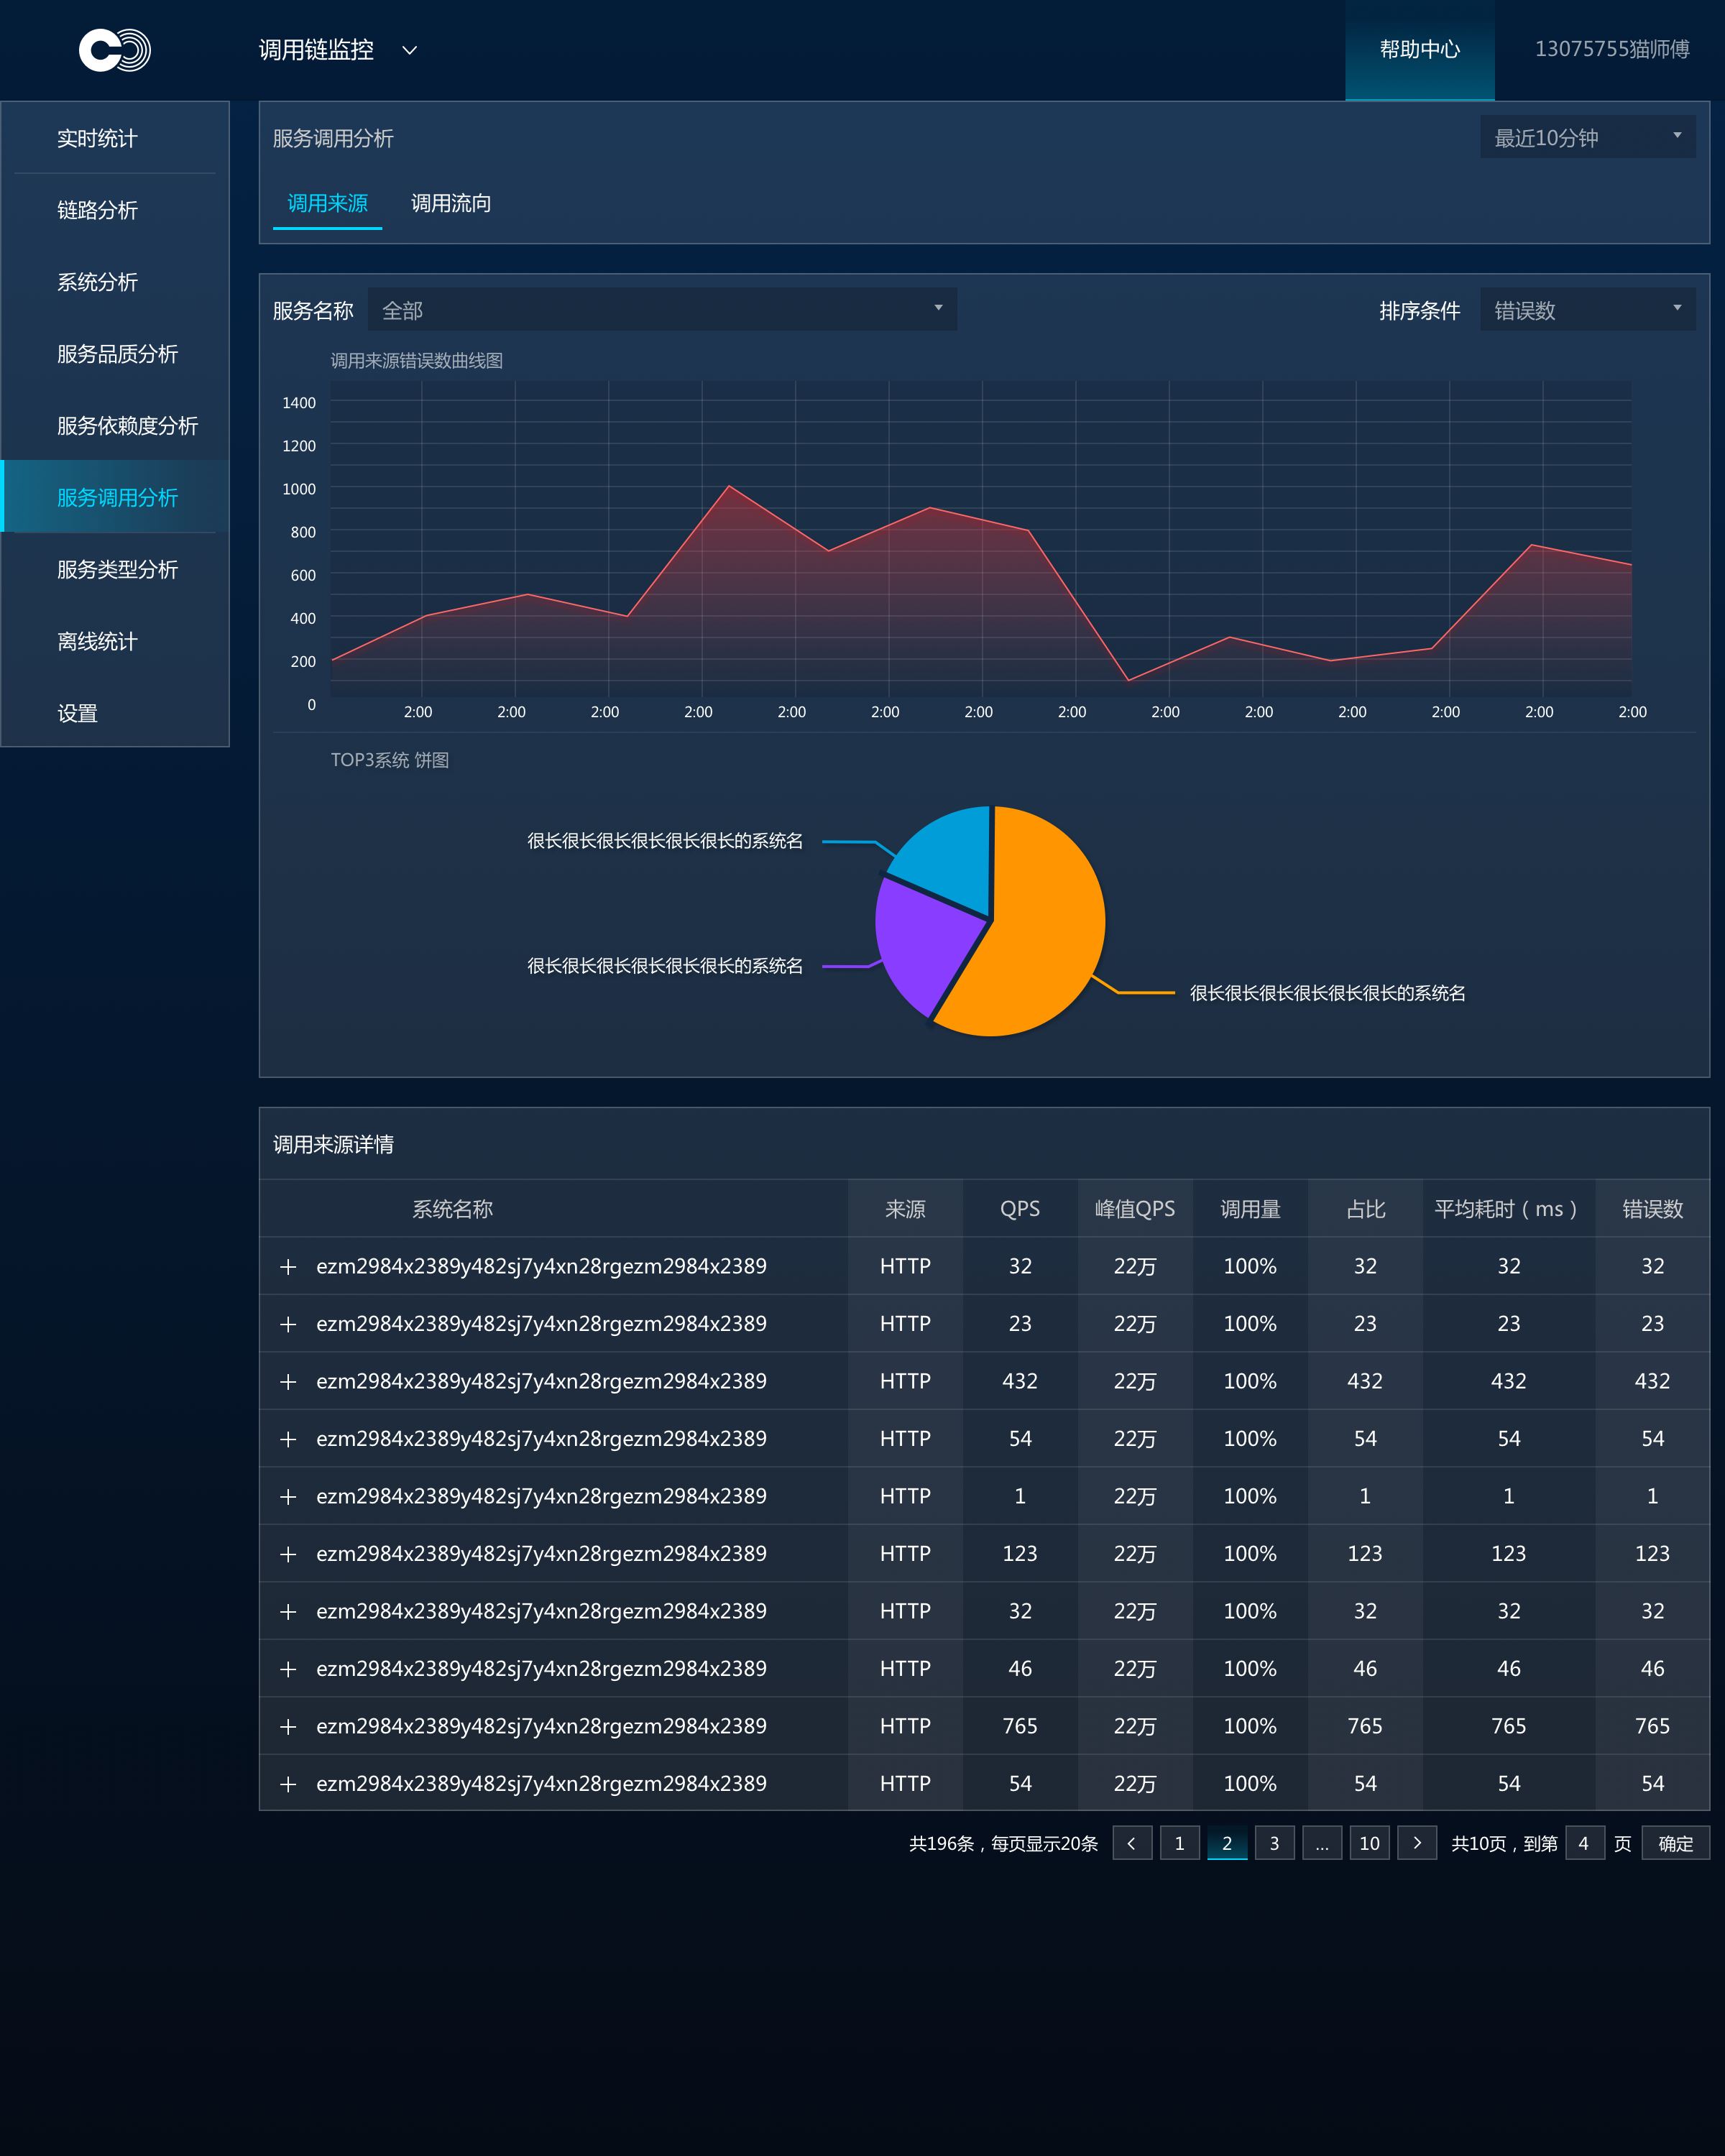 调用链监控
帮助中心
13075755猫师傅
实时统计
链路分析
系统分析
服务品质分析
服务依赖度分析
服务调用分析
服务类型分析
离线统计
设置
服务调用分析
最近10分钟
调用来源 调用流向
服务名称 全部
排序条件 错误数
调用来源错误数曲线图
1400
1200
1000
800
600
400
200
0
2:00 2:00 2:00 2:00 2:00 2:00 2:00 2:00 2:00 2:00 2:00 2:00 2:00 2:00
TOP3系统 饼图
很长很长很长很长很长很长的系统名
很长很长很长很长很长很长的系统名
很长很长很长很长很长很长的系统名
调用来源详情
系统名称 来源 QPS 峰值QPS 调用量 占比 平均耗时（ms） 错误数
ezm2984x2389y482sj7y4xn28rgezm2984x2389 HTTP 32 22万 100% 32 32 32
ezm2984x2389y482sj7y4xn28rgezm2984x2389 HTTP 23 22万 100% 23 23 23
ezm2984x2389y482sj7y4xn28rgezm2984x2389 HTTP 432 22万 100% 432 432 432
ezm2984x2389y482sj7y4xn28rgezm2984x2389 HTTP 54 22万 100% 54 54 54
ezm2984x2389y482sj7y4xn28rgezm2984x2389 HTTP 1 22万 100% 1 1 1
ezm2984x2389y482sj7y4xn28rgezm2984x2389 HTTP 123 22万 100% 123 123 123
ezm2984x2389y482sj7y4xn28rgezm2984x2389 HTTP 32 22万 100% 32 32 32
ezm2984x2389y482sj7y4xn28rgezm2984x2389 HTTP 46 22万 100% 46 46 46
ezm2984x2389y482sj7y4xn28rgezm2984x2389 HTTP 765 22万 100% 765 765 765
ezm2984x2389y482sj7y4xn28rgezm2984x2389 HTTP 54 22万 100% 54 54 54
共196条，每页显示20条 < 1 2 3 ... 10 > 共10页，到第 4 页 确定